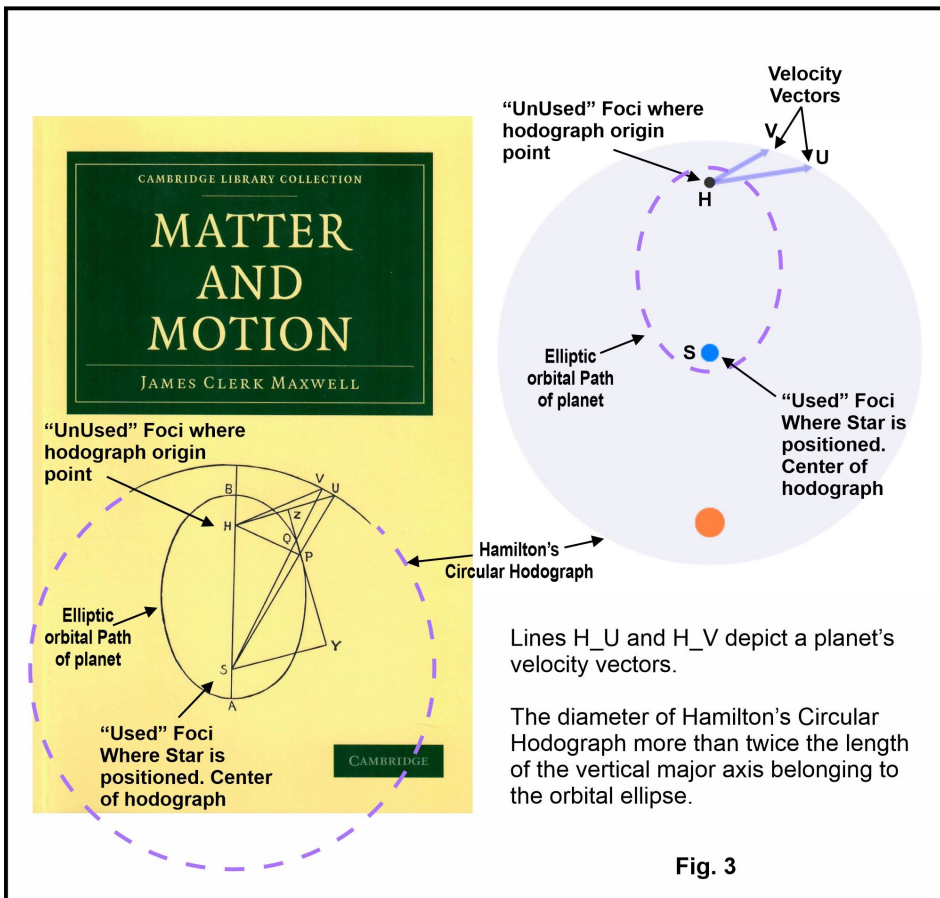 CAMBRIDGE LIBRARY COLLECTION
MATTER
AND
MOTION
JAMES CLERK MAXWELL
“UnUsed” Foci where
hodograph origin
point
B
V
U
H
Z
Q
P
Elliptic
orbital Path
of planet
S
Y
A
“Used” Foci
Where Star is
positioned. Center
of hodograph
CAMBRIDGE
Hamilton’s
Circular Hodograph
Velocity
Vectors
“UnUsed” Foci where
hodograph origin
point
V
U
H
Elliptic
orbital Path
of planet
S
“Used” Foci
Where Star is
positioned.
Center of
hodograph
Lines H_U and H_V depict a planet’s
velocity vectors.
The diameter of Hamilton’s Circular
Hodograph more than twice the length
of the vertical major axis belonging to
the orbital ellipse.
Fig. 3